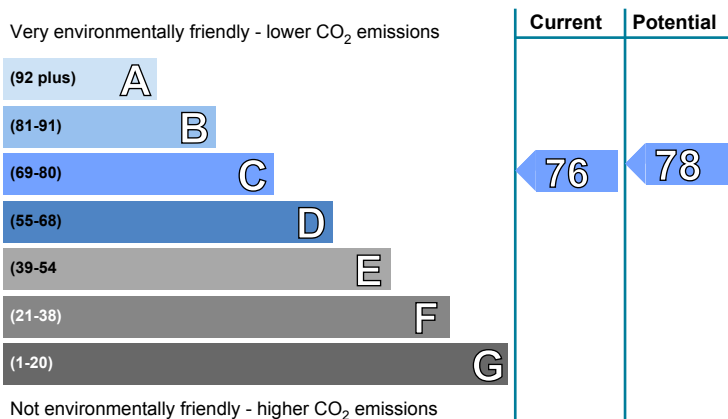 Current Potential
Very environmentally friendly - lower CO2 emissions
(92 plus) A
(81-91) B
(69-80) C 76 78
(55-68) D
(39-54 E
(21-38) F
(1-20) G
Not environmentally friendly - higher CO2 emissions